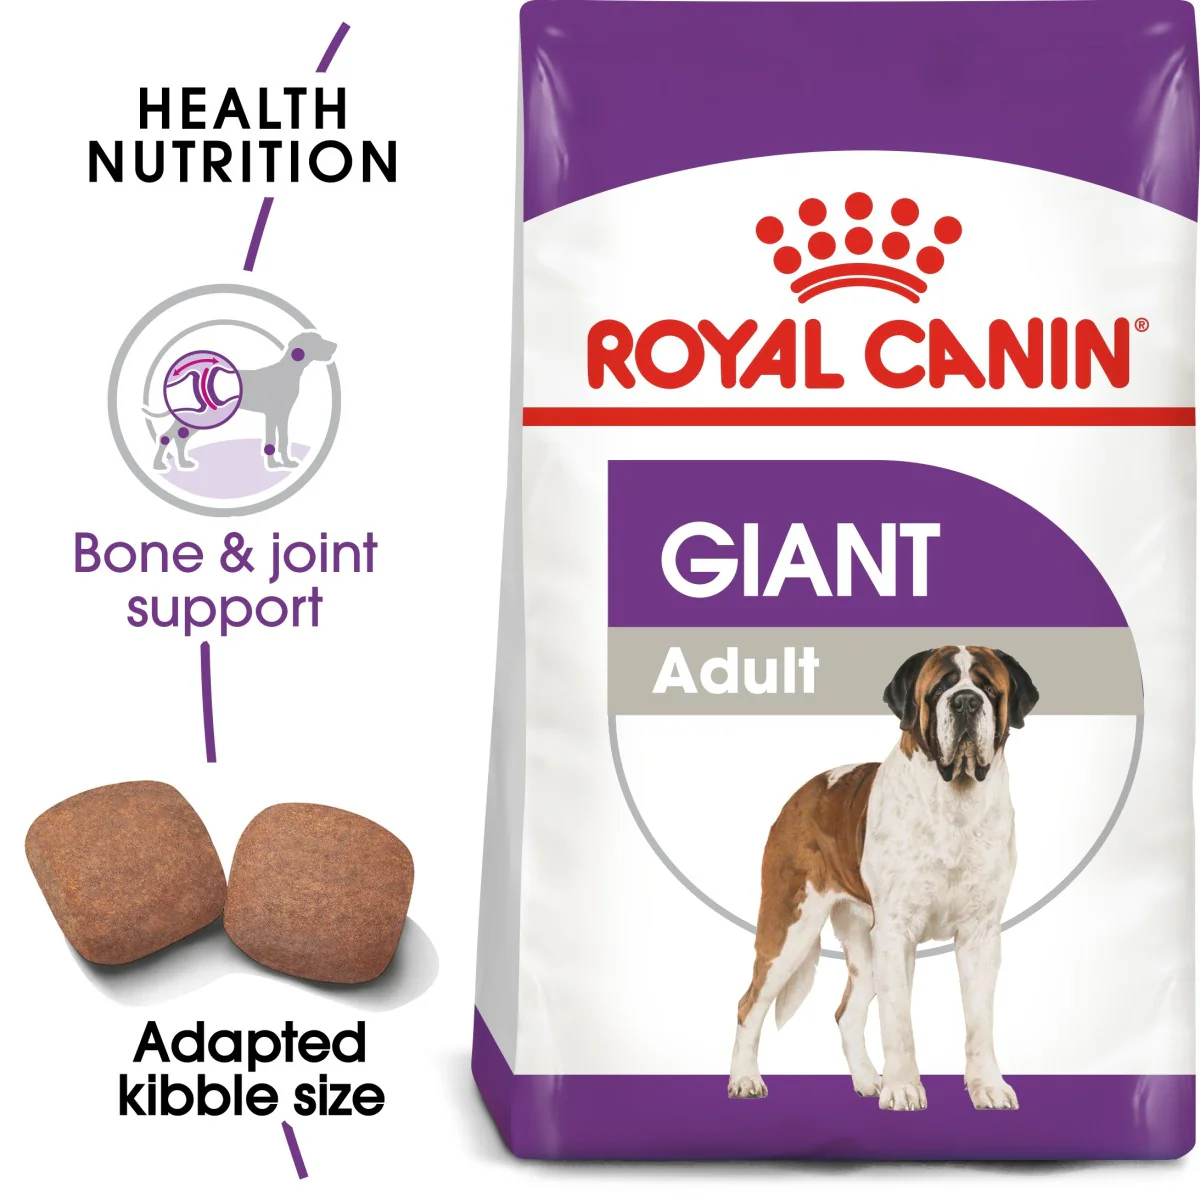 HEALTH
NUTRITION
Bone & joint
support
Adapted
kibble size
ROYAL CANIN®
GIANT
Adult